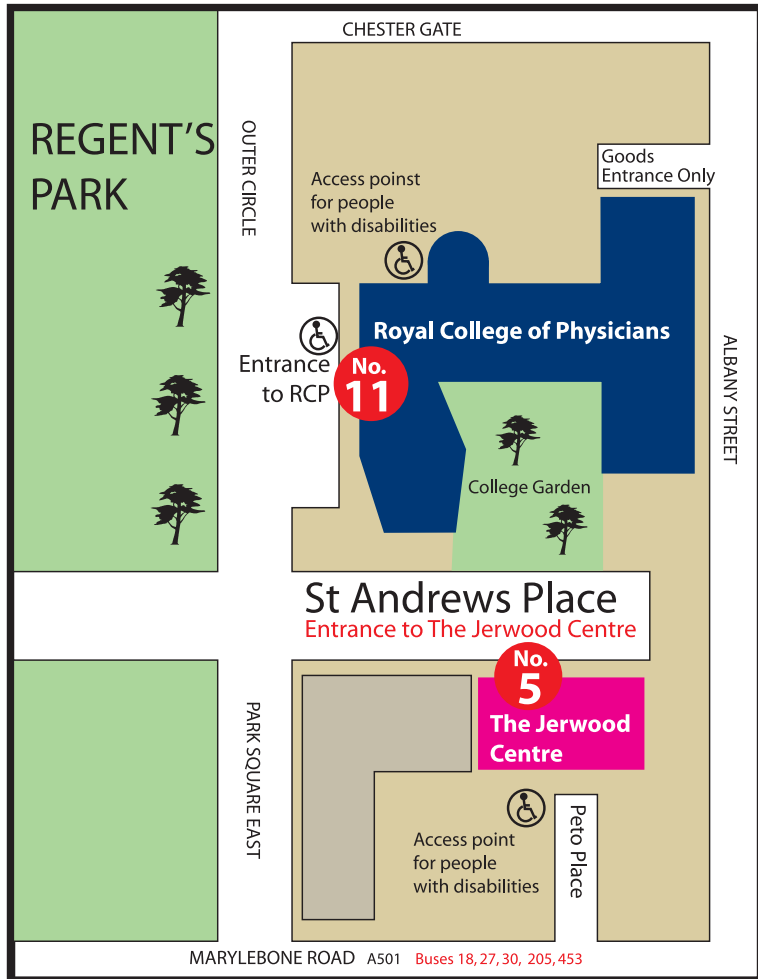 CHESTER GATE
REGENT'S
PARK
OUTER CIRCLE
Goods
Entrance Only
Access poinst
for people
with disabilities
Royal College of Physicians
Entrance
to RCP
No.
11
ALBANY STREET
College Garden
St Andrews Place
Entrance to The Jerwood Centre
No.
5
The Jerwood
Centre
PARK SQUARE EAST
Access point
for people
with disabilities
Peto Place
MARYLEBONE ROAD A501 Buses 18, 27, 30, 205, 453